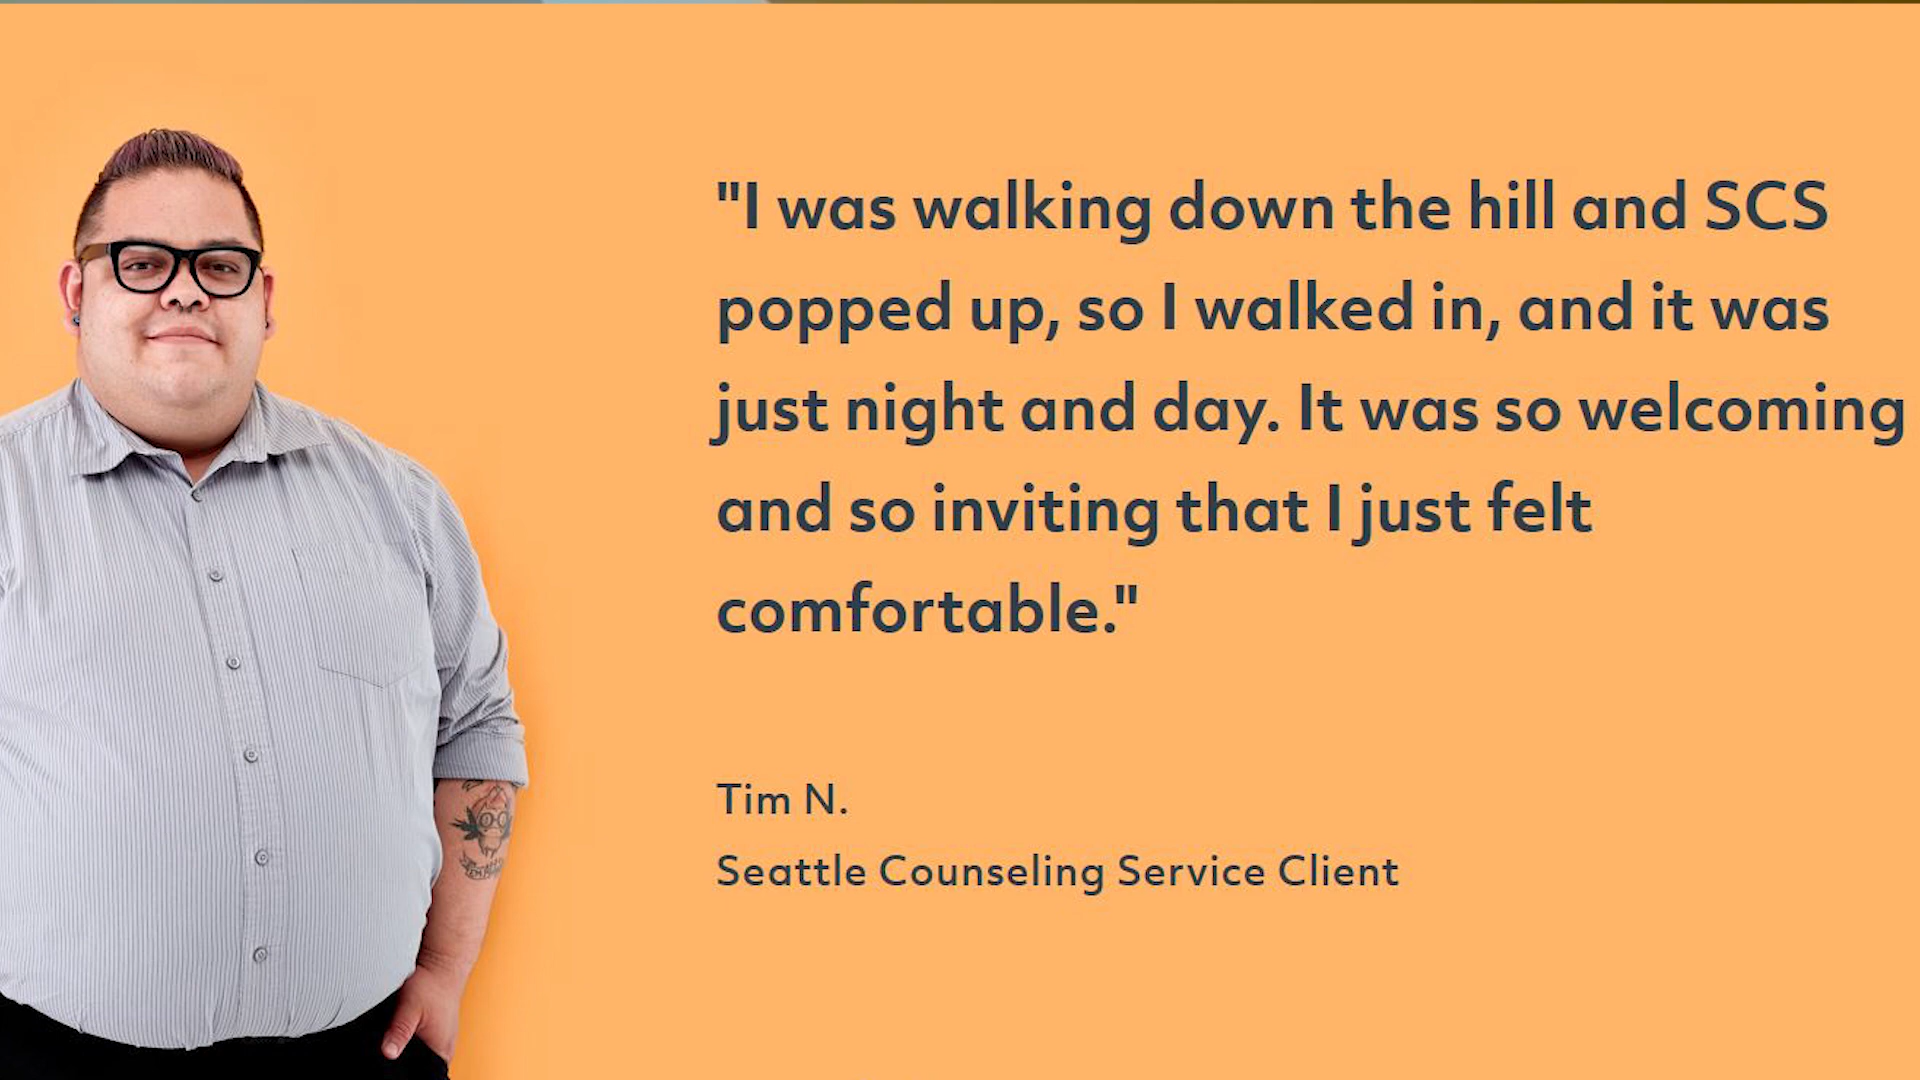 "I was walking down the hill and SCS
popped up, so I walked in, and it was
just night and day. It was so welcoming
and so inviting that I just felt
comfortable."
Tim N.
Seattle Counseling Service Client